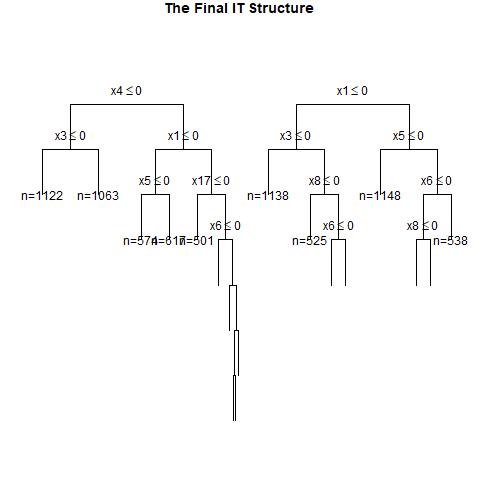 The Final IT Structure
x4 ≤ 0 x1 ≤ 0
x3 ≤ 0 x1 ≤ 0 x3 ≤ 0 x5 ≤ 0
x5 ≤ 0 x17 ≤ 0 x8 ≤ 0 x6 ≤ 0
n=1122 n=1063 n=1138 n=1148
x6 ≤ 0 x6 ≤ 0 x8 ≤ 0
n=574 n=617 n=501 n=525 n=538